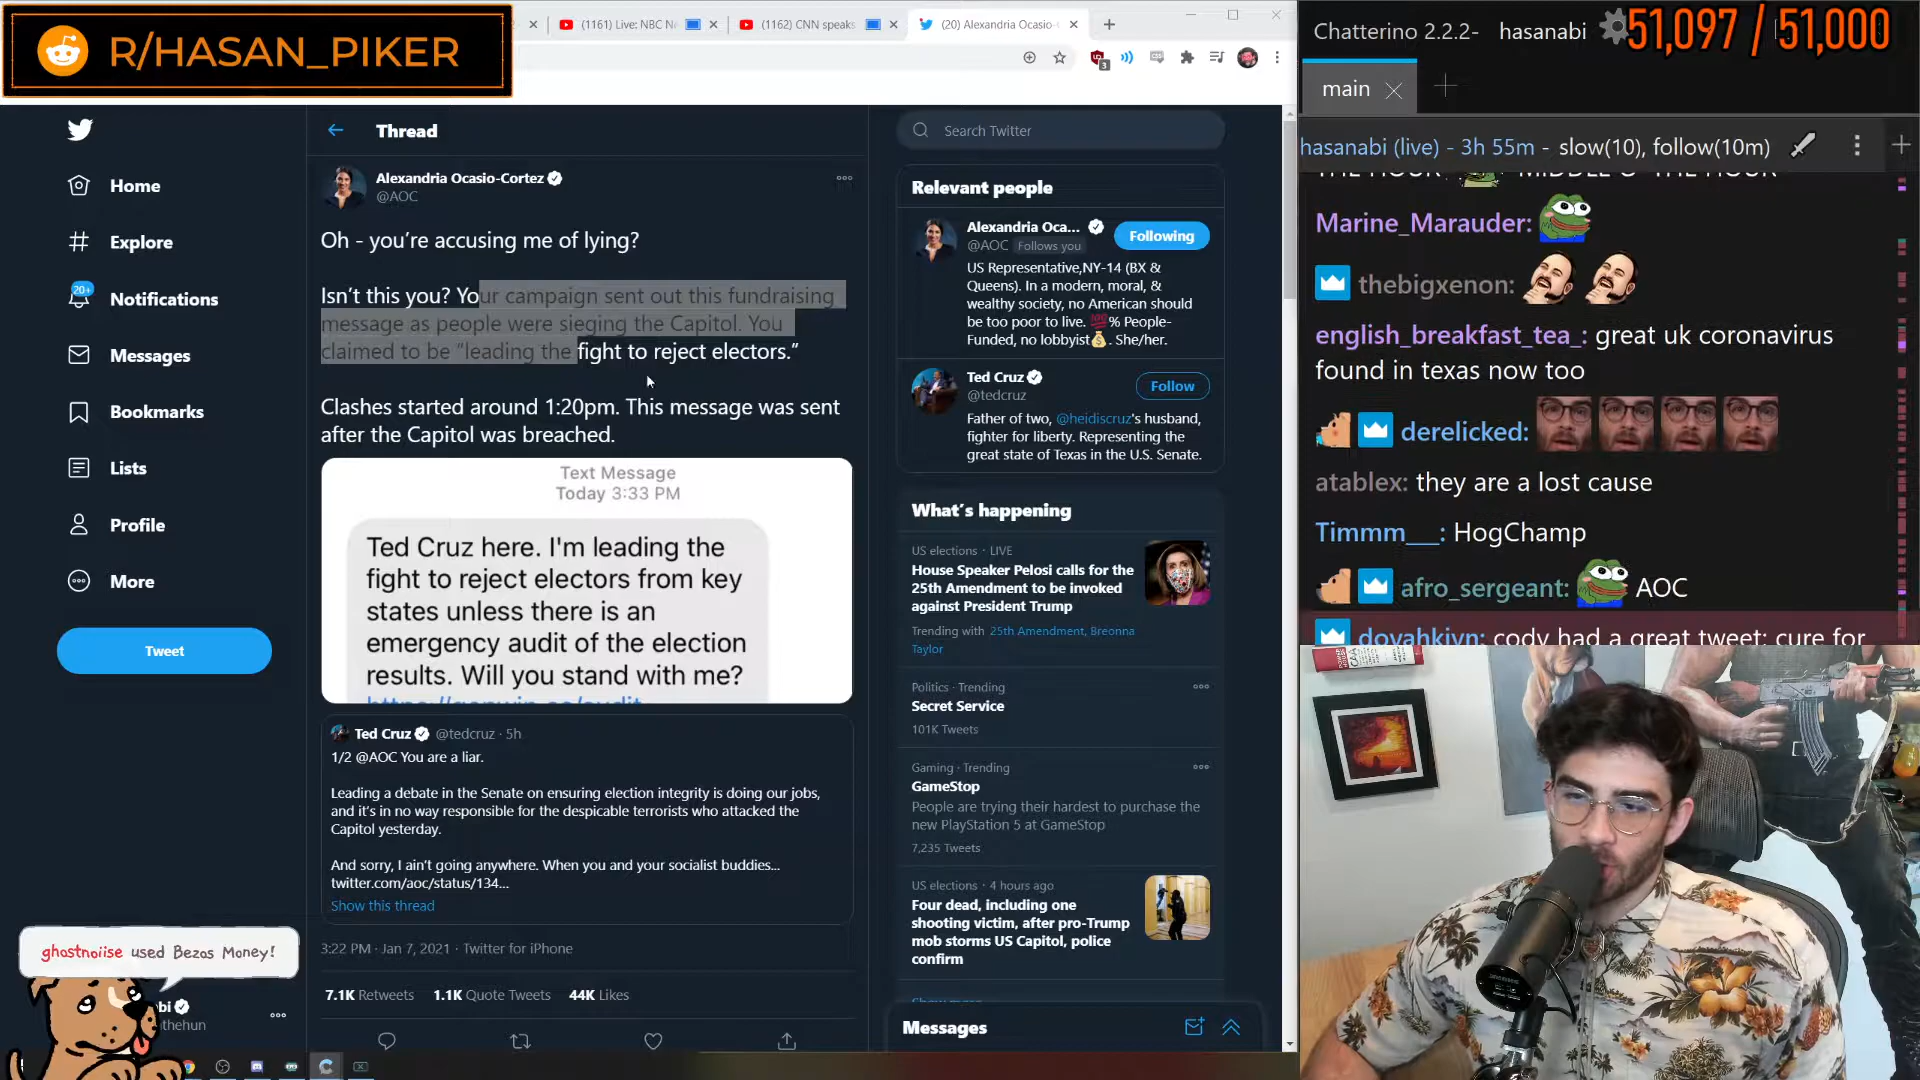 R/HASAN_PIKER
(1161) Live: NBC N
(1162) CNN speaks
(20) Alexandria Ocasio-
3
Home
Explore
20+
Notifications
Messages
Bookmarks
Lists
Profile
More
Tweet
Thread
Alexandria Ocasio-Cortez
@AOC
Oh - you're accusing me of lying?
Isn't this you? Your campaign sent out this fundraising
message as people were sieging the Capitol. You
claimed to be "leading the fight to reject electors."
Clashes started around 1:20pm. This message was sent
after the Capitol was breached.
Text Message
Today 3:33 PM
Ted Cruz here. I'm leading the
fight to reject electors from key
states unless there is an
emergency audit of the election
results. Will you stand with me?
Ted Cruz @tedcruz · 5h
1/2 @AOC You are a liar.
Leading a debate in the Senate on ensuring election integrity is doing our jobs,
and it's in no way responsible for the despicable terrorists who attacked the
Capitol yesterday.
And sorry, I ain't going anywhere. When you and your socialist buddies...
twitter.com/aoc/status/134...
Show this thread
3:22 PM · Jan 7, 2021 · Twitter for iPhone
7.1K Retweets 1.1K Quote Tweets 44K Likes
Search Twitter
Relevant people
Alexandria Oca...
@AOC Follows you
Following
US Representative,NY-14 (BX &
Queens). In a modern, moral, &
wealthy society, no American should
be too poor to live. 💯% People-
Funded, no lobbyist💰. She/her.
Ted Cruz
@tedcruz
Follow
Father of two, @heidiscruz's husband,
fighter for liberty. Representing the
great state of Texas in the U.S. Senate.
What's happening
US elections · LIVE
House Speaker Pelosi calls for the
25th Amendment to be invoked
against President Trump
Trending with 25th Amendment, Breonna
Taylor
Politics · Trending
Secret Service
101K Tweets
Gaming · Trending
GameStop
People are trying their hardest to purchase the
new PlayStation 5 at GameStop
7,235 Tweets
US elections · 4 hours ago
Four dead, including one
shooting victim, after pro-Trump
mob storms US Capitol, police
confirm
Show more
Messages
ghostnoiise used Bezos Money!
bi
thehun
Chatterino 2.2.2- hasanabi
51,097 / 51,000
main
hasanabi (live) - 3h 55m - slow(10), follow(10m)
THE HOUR MIDDLE O THE HOUR
Marine_Marauder:
thebigxenon:
english_breakfast_tea_: great uk coronavirus
found in texas now too
derelicked:
atablex: they are a lost cause
Timmm___: HogChamp
afro_sergeant: AOC
dovahkivn: cody had a great tweet: cure for